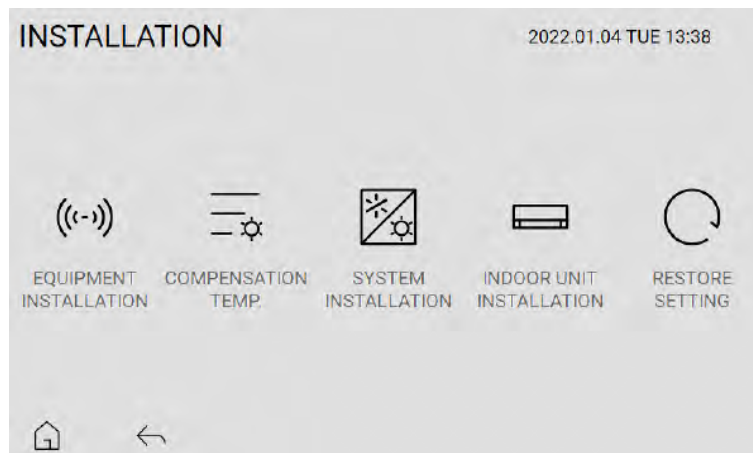 INSTALLATION
2022.01.04 TUE 13:38
EQUIPMENT
INSTALLATION
COMPENSATION
TEMP.
SYSTEM
INSTALLATION
INDOOR UNIT
INSTALLATION
RESTORE
SETTING